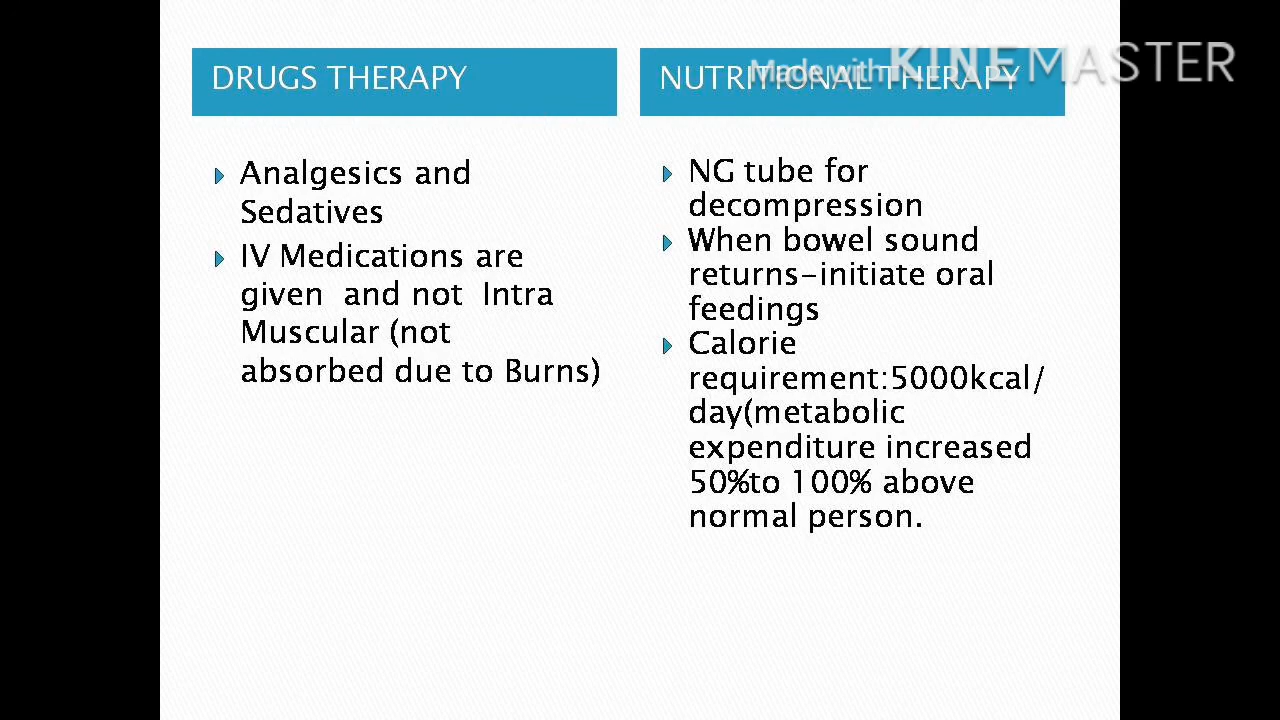 DRUGS THERAPY
Analgesics and
Sedatives
IV Medications are
given and not Intra
Muscular (not
absorbed due to Burns)
NUTRITIONAL THERAPY
Made with KINEMASTER
NG tube for
decompression
When bowel sound
returns-initiate oral
feedings
Calorie
requirement:5000kcal/
day(metabolic
expenditure increased
50%to 100% above
normal person.